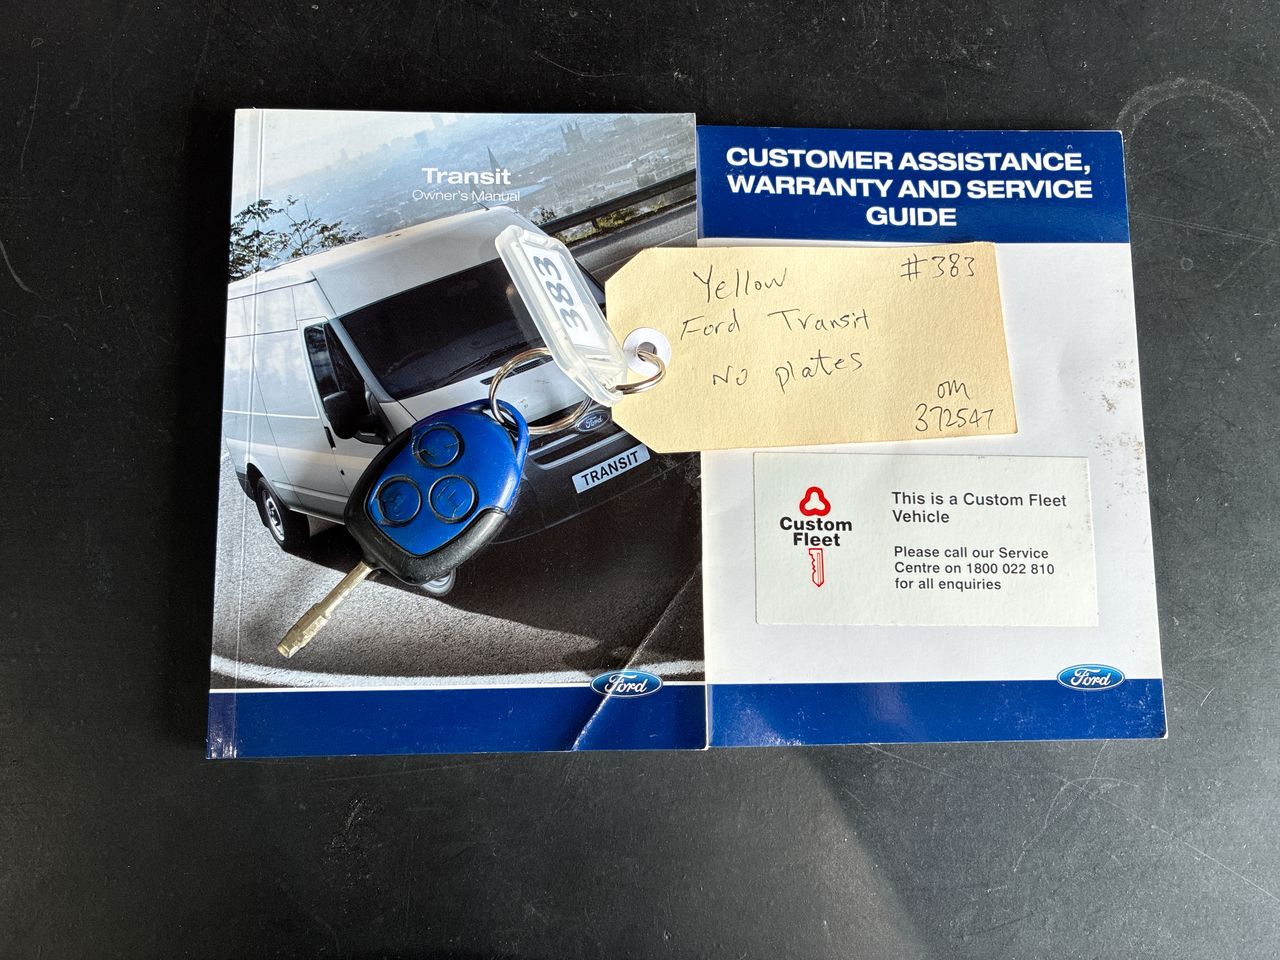 Transit
Owner's Manual
Ford
TRANSIT
Ford
383
CUSTOMER ASSISTANCE,
WARRANTY AND SERVICE
GUIDE
Yellow #383
Ford Transit
No plates
om
372547
Custom
Fleet
This is a Custom Fleet
Vehicle
Please call our Service
Centre on 1800 022 810
for all enquiries
Ford